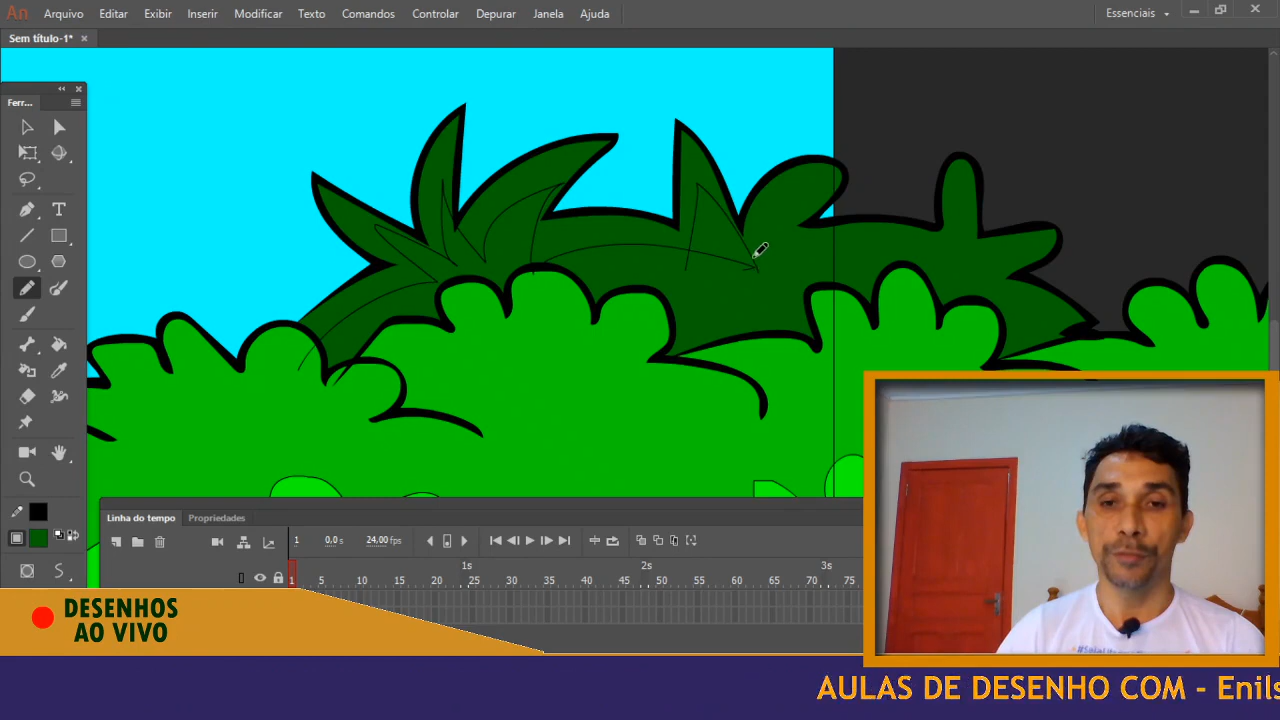 An Arquivo Editar Exibir Inserir Modificar Texto Comandos Controlar Depurar Janela Ajuda Essenciais
Sem título-1*
Ferr...
T
Linha do tempo Propriedades
1 0.0 s 24,00 fps
1s 2s 3s
1 5 10 15 20 25 30 35 40 45 50 55 60 65 70 75
DESENHOS
AO VIVO
AULAS DE DESENHO COM - Enils